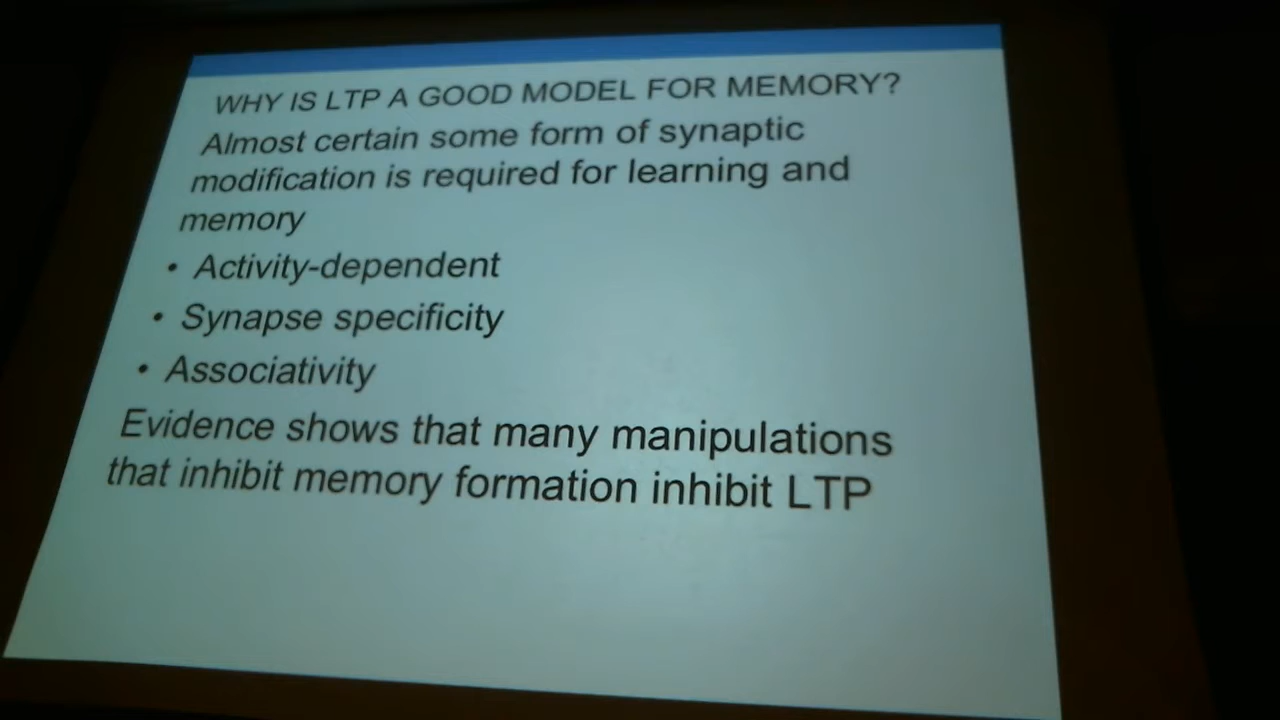 WHY IS LTP A GOOD MODEL FOR MEMORY?
Almost certain some form of synaptic
modification is required for learning and
memory
• Activity-dependent
• Synapse specificity
• Associativity
Evidence shows that many manipulations
that inhibit memory formation inhibit LTP